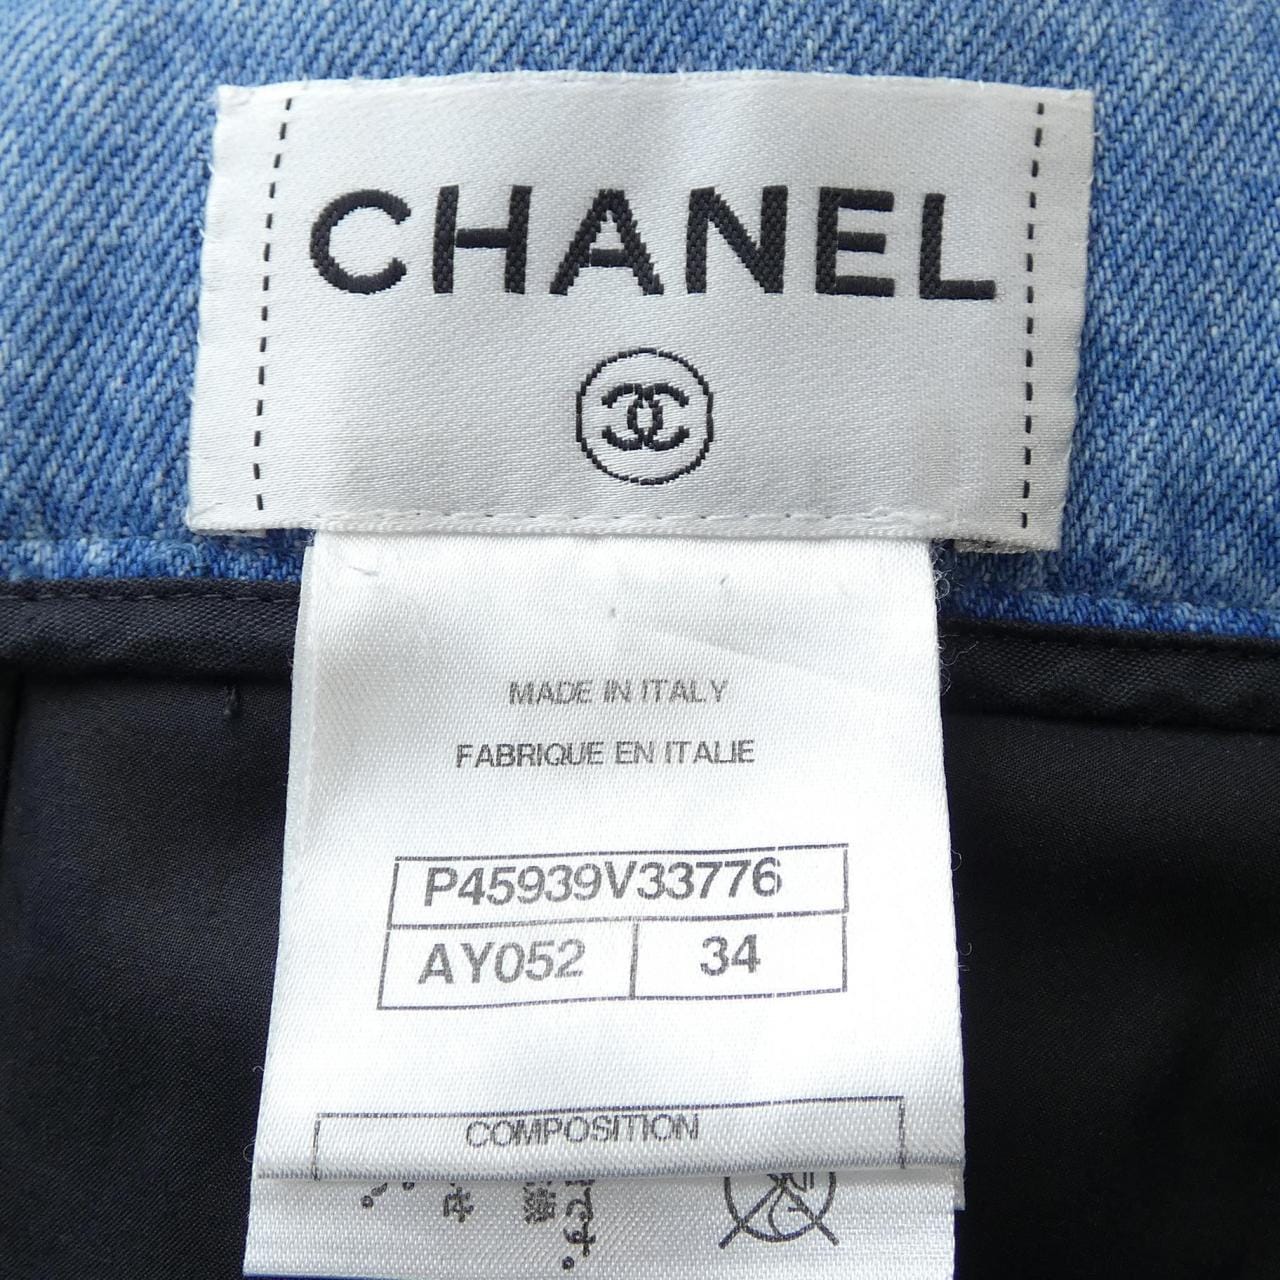 CHANEL
MADE IN ITALY
FABRIQUE EN ITALIE
P45939V33776
AY052 34
COMPOSITION